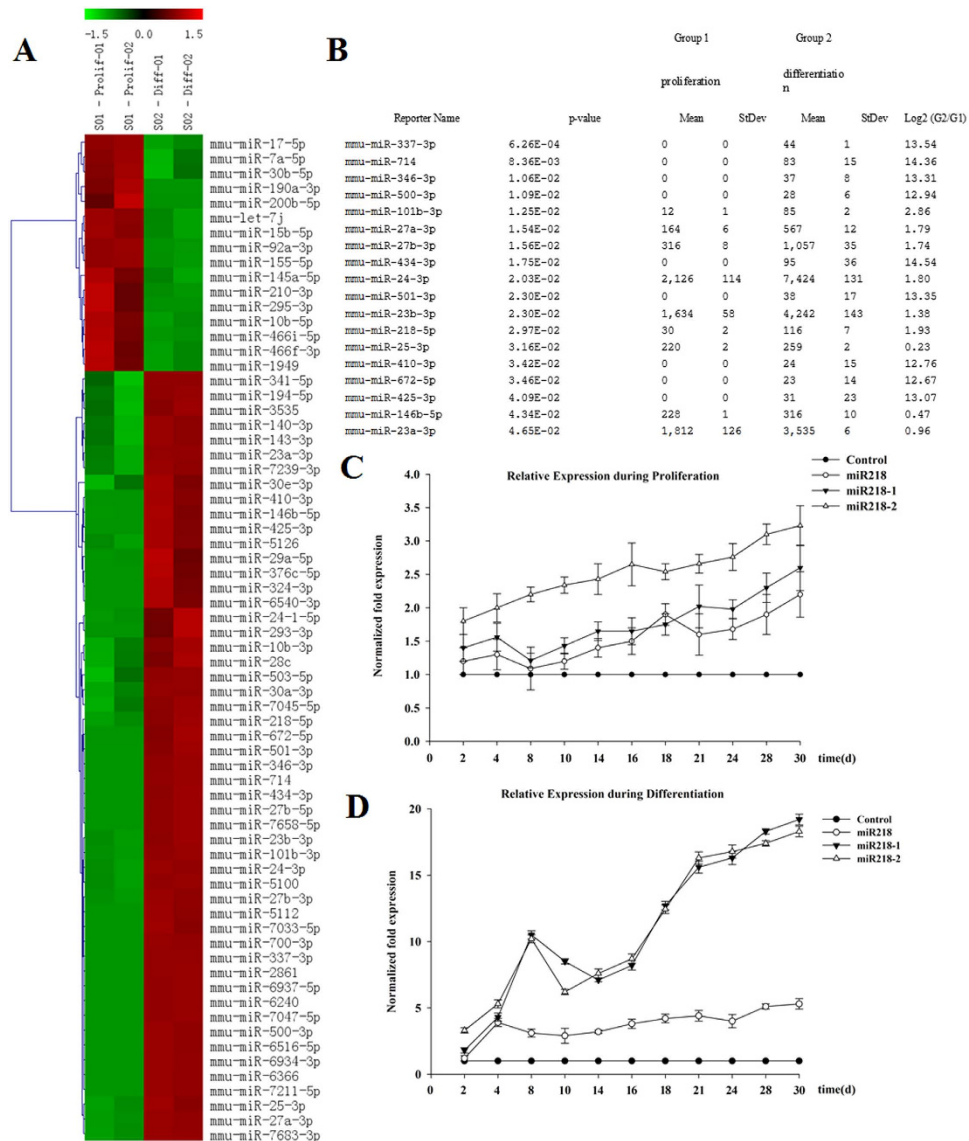 -1.5 0.0 1.5
A
S01 - Prolif-01
S01 - Prolif-02
S02 - Diff-01
S02 - Diff-02
mmu-miR-17-5p
mmu-miR-7a-5p
mmu-miR-30b-5p
mmu-miR-190a-3p
mmu-miR-200b-5p
mmu-let-7j
mmu-miR-15b-5p
mmu-miR-92a-3p
mmu-miR-155-5p
mmu-miR-145a-5p
mmu-miR-210-3p
mmu-miR-295-3p
mmu-miR-10b-5p
mmu-miR-466i-5p
mmu-miR-466f-3p
mmu-miR-1949
mmu-miR-341-5p
mmu-miR-194-5p
mmu-miR-3535
mmu-miR-140-3p
mmu-miR-143-3p
mmu-miR-23a-3p
mmu-miR-7239-3p
mmu-miR-30e-3p
mmu-miR-410-3p
mmu-miR-146b-5p
mmu-miR-425-3p
mmu-miR-5126
mmu-miR-29a-5p
mmu-miR-376c-5p
mmu-miR-324-3p
mmu-miR-6540-3p
mmu-miR-24-1-5p
mmu-miR-293-3p
mmu-miR-10b-3p
mmu-miR-28c
mmu-miR-503-5p
mmu-miR-30a-3p
mmu-miR-7045-5p
mmu-miR-218-5p
mmu-miR-672-5p
mmu-miR-501-3p
mmu-miR-346-3p
mmu-miR-714
mmu-miR-434-3p
mmu-miR-27b-5p
mmu-miR-7658-5p
mmu-miR-23b-3p
mmu-miR-101b-3p
mmu-miR-24-3p
mmu-miR-5100
mmu-miR-27b-3p
mmu-miR-5112
mmu-miR-7033-5p
mmu-miR-700-3p
mmu-miR-337-3p
mmu-miR-2861
mmu-miR-6937-5p
mmu-miR-6240
mmu-miR-7047-5p
mmu-miR-500-3p
mmu-miR-6516-5p
mmu-miR-6934-3p
mmu-miR-6366
mmu-miR-7211-5p
mmu-miR-25-3p
mmu-miR-27a-3p
mmu-miR-7683-3p
B
Group 1 Group 2
proliferation differentiatio
n
Reporter Name p-value Mean StDev Mean StDev Log2 (G2/G1)
mmu-miR-337-3p 6.26E-04 0 0 44 1 13.54
mmu-miR-714 8.36E-03 0 0 83 15 14.36
mmu-miR-346-3p 1.06E-02 0 0 37 8 13.31
mmu-miR-500-3p 1.09E-02 0 0 28 6 12.94
mmu-miR-101b-3p 1.25E-02 12 1 85 2 2.86
mmu-miR-27a-3p 1.54E-02 164 6 567 12 1.79
mmu-miR-27b-3p 1.56E-02 316 8 1,057 35 1.74
mmu-miR-434-3p 1.75E-02 0 0 95 36 14.54
mmu-miR-24-3p 2.03E-02 2,126 114 7,424 131 1.80
mmu-miR-501-3p 2.30E-02 0 0 38 17 13.35
mmu-miR-23b-3p 2.30E-02 1,634 58 4,242 143 1.38
mmu-miR-218-5p 2.97E-02 30 2 116 7 1.93
mmu-miR-25-3p 3.16E-02 220 2 259 2 0.23
mmu-miR-410-3p 3.42E-02 0 0 24 15 12.76
mmu-miR-672-5p 3.46E-02 0 0 23 14 12.67
mmu-miR-425-3p 4.09E-02 0 0 31 23 13.07
mmu-miR-146b-5p 4.34E-02 228 1 316 10 0.47
mmu-miR-23a-3p 4.65E-02 1,812 126 3,535 6 0.96
C
Relative Expression during Proliferation
Control
miR218
miR218-1
miR218-2
Normalized fold expression
4.0
3.5
3.0
2.5
2.0
1.5
1.0
0.5
0.0
0 2 4 8 10 14 16 18 21 24 28 30 time(d)
D
Relative Expression during Differentiation
Control
miR218
miR218-1
miR218-2
Normalized fold expression
20
15
10
5
0
0 2 4 8 10 14 16 18 21 24 28 30 time(d)